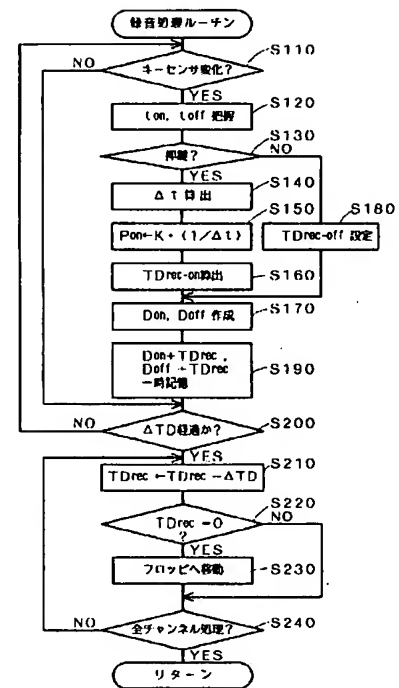 録音処理ルーチン
S110
NO
キーセンサ変化?
YES
S120
ton, toff 把握
S130
押鍵?
NO
YES
S140
Δt 算出
S150
S180
Pon←K・(1/Δt)
TDrec-off 設定
TDrec-on算出
S160
S170
Don, Doff 作成
Don+TDrec,
Doff+TDrec
一時記憶
S190
NO
ΔTD経過か?
S200
YES
S210
TDrec←TDrec-ΔTD
S220
TDrec=0
?
NO
YES
フロッピへ移動
S230
NO
全チャンネル処理?
S240
YES
リターン